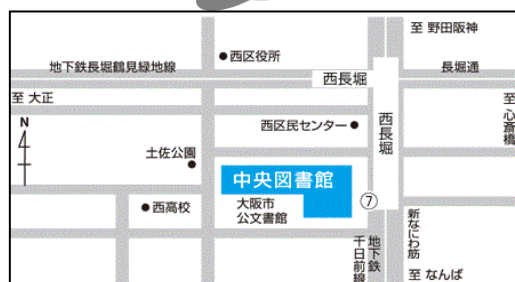 至 野田阪神
西区役所
地下鉄長堀鶴見緑地線
西長堀
長堀通
至 大正
至 心斎橋
N
西区民センター
西長堀
土佐公園
中央図書館
西高校
大阪市
公文書館
⑦
新なにわ筋
地下鉄
千日前線
至 なんば